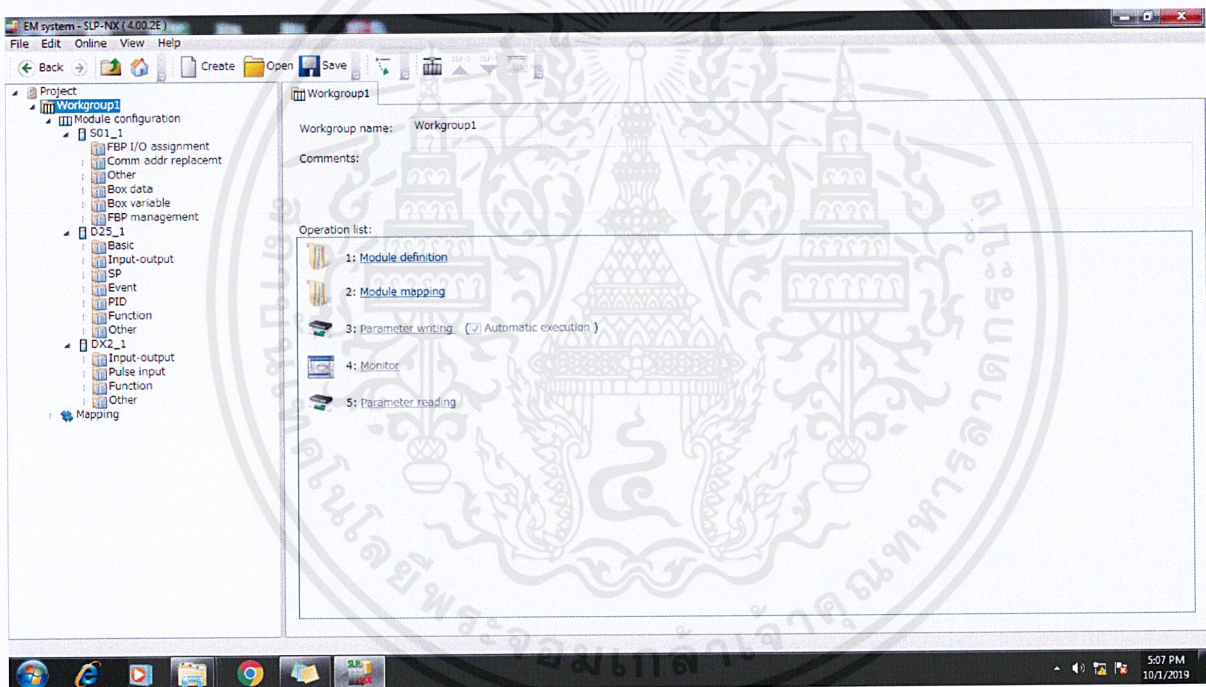 EM system - SLP-NX ( 4.00.2E )
File Edit Online View Help
Back Create Open Save
Project
Workgroup1
Module configuration
S01_1
FBP I/O assignment
Comm addr replacemt
Other
Box data
Box variable
FBP management
D25_1
Basic
Input-output
SP
Event
PID
Function
Other
DX2_1
Input-output
Pulse input
Function
Other
Mapping
Workgroup1
Workgroup name: Workgroup1
Comments:
Operation list:
1: Module definition
2: Module mapping
3: Parameter writing ( Automatic execution )
4: Monitor
5: Parameter reading
5:07 PM
10/1/2019